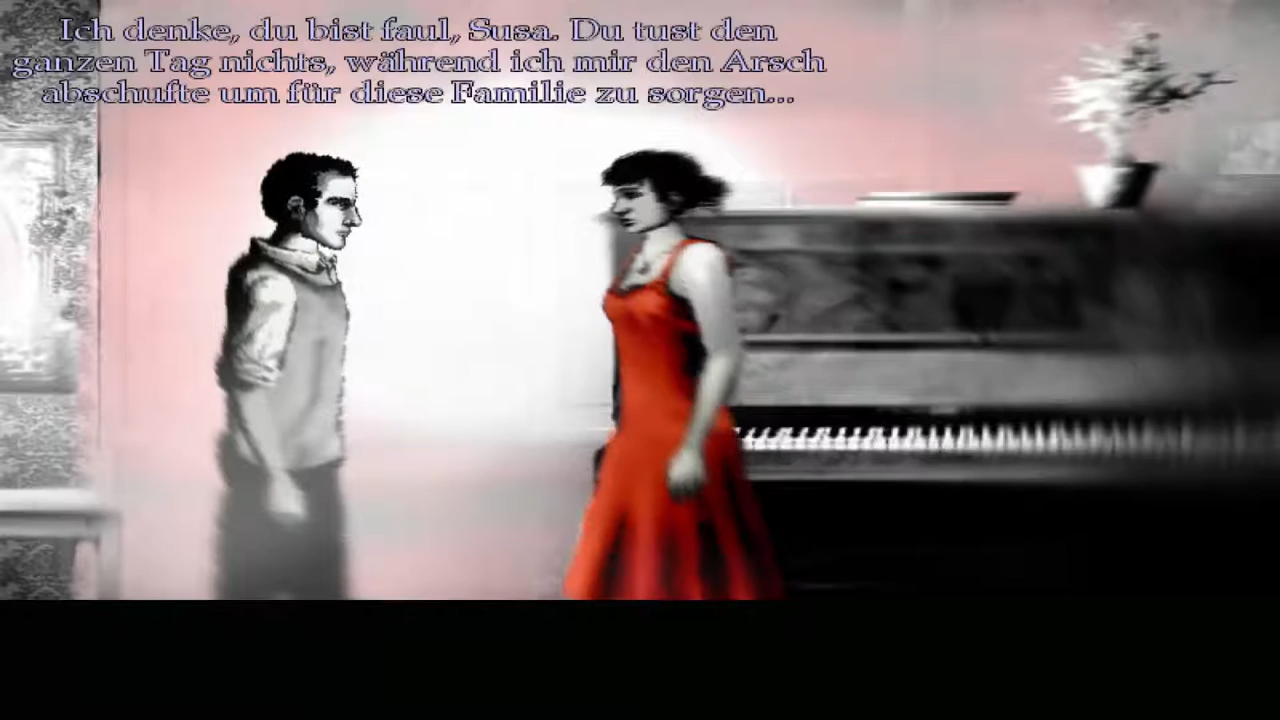 Ich denke, du bist faul, Susa. Du tust den
ganzen Tag nichts, während ich mir den Arsch
abschufte um für diese Familie zu sorgen...